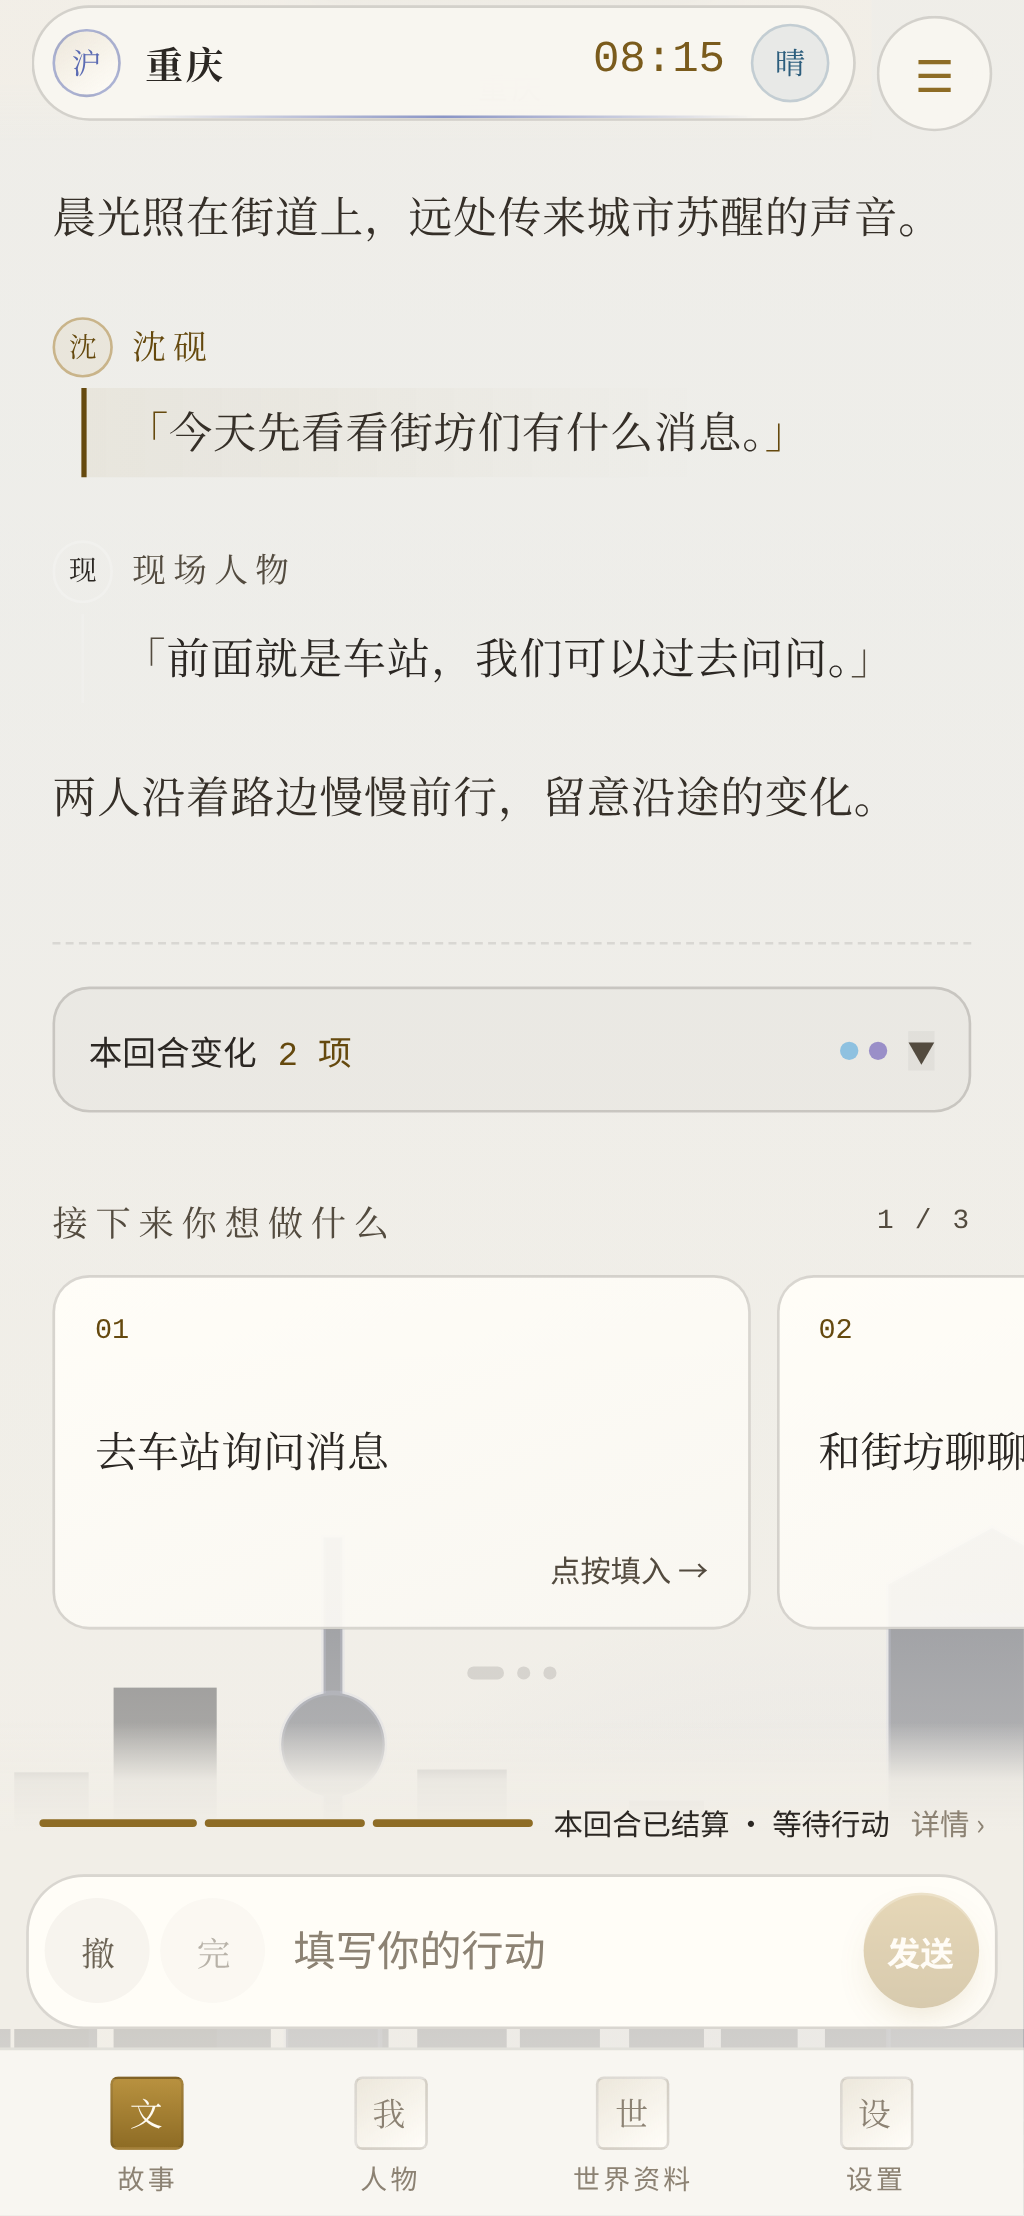 沪 重庆 08:15 晴 ☰
晨光照在街道上，远处传来城市苏醒的声音。
沈 沈砚
「今天先看看街坊们有什么消息。」
现 现场人物
「前面就是车站，我们可以过去问问。」
两人沿着路边慢慢前行，留意沿途的变化。
本回合变化 2 项 ▼
接下来你想做什么 1 / 3
01 02
去车站询问消息 和街坊聊聊
点按填入→
本回合已结算 · 等待行动 详情 ›
撤 完 填写你的行动 发送
文 我 世 设
故事 人物 世界资料 设置